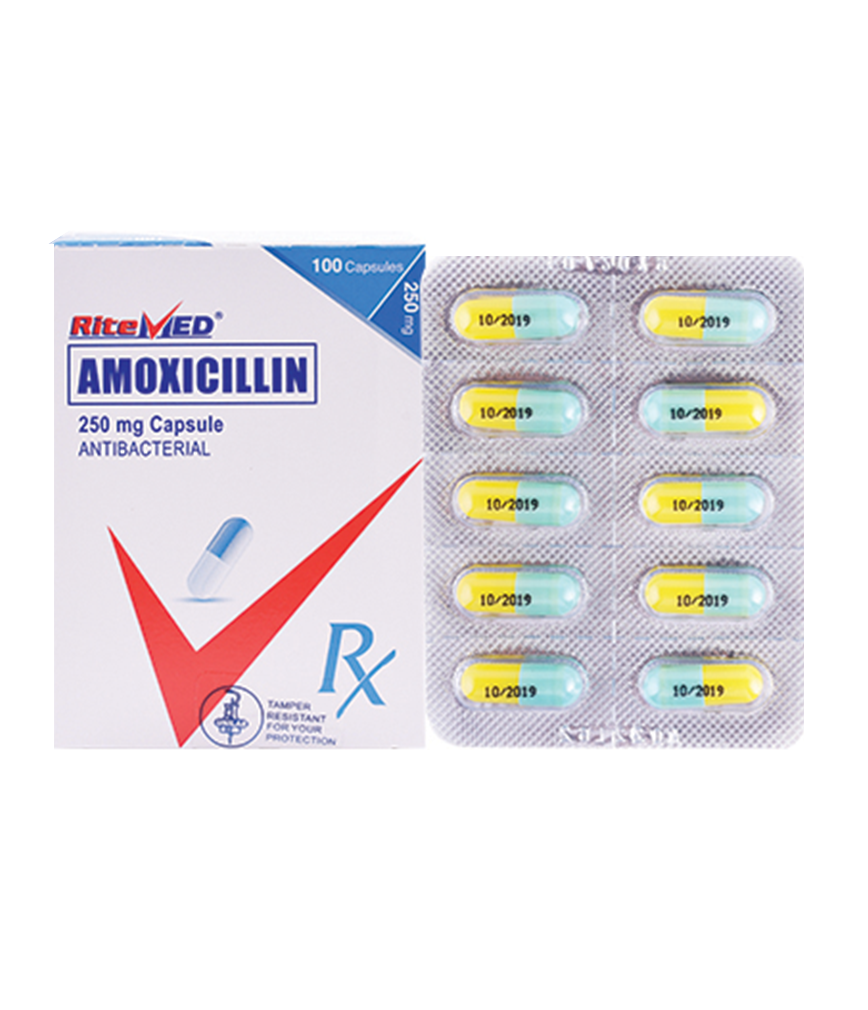 100 Capsules
250 mg
RiteMED®
AMOXICILLIN
250 mg Capsule
ANTIBACTERIAL
Rx
TAMPER
RESISTANT
FOR YOUR
PROTECTION
10/2019
10/2019
10/2019
10/2019
10/2019
10/2019
10/2019
10/2019
10/2019
10/2019